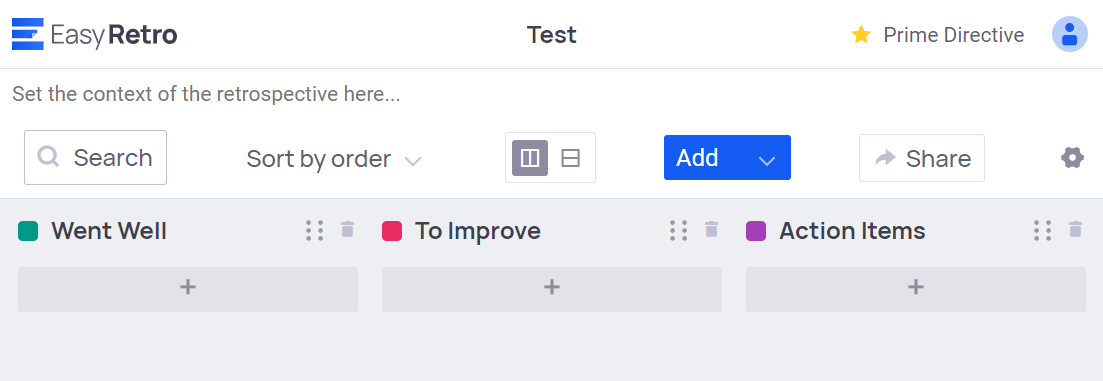 EasyRetro
Test
Prime Directive
Set the context of the retrospective here...
Search
Sort by order
Add
Share
Went Well
To Improve
Action Items
+
+
+